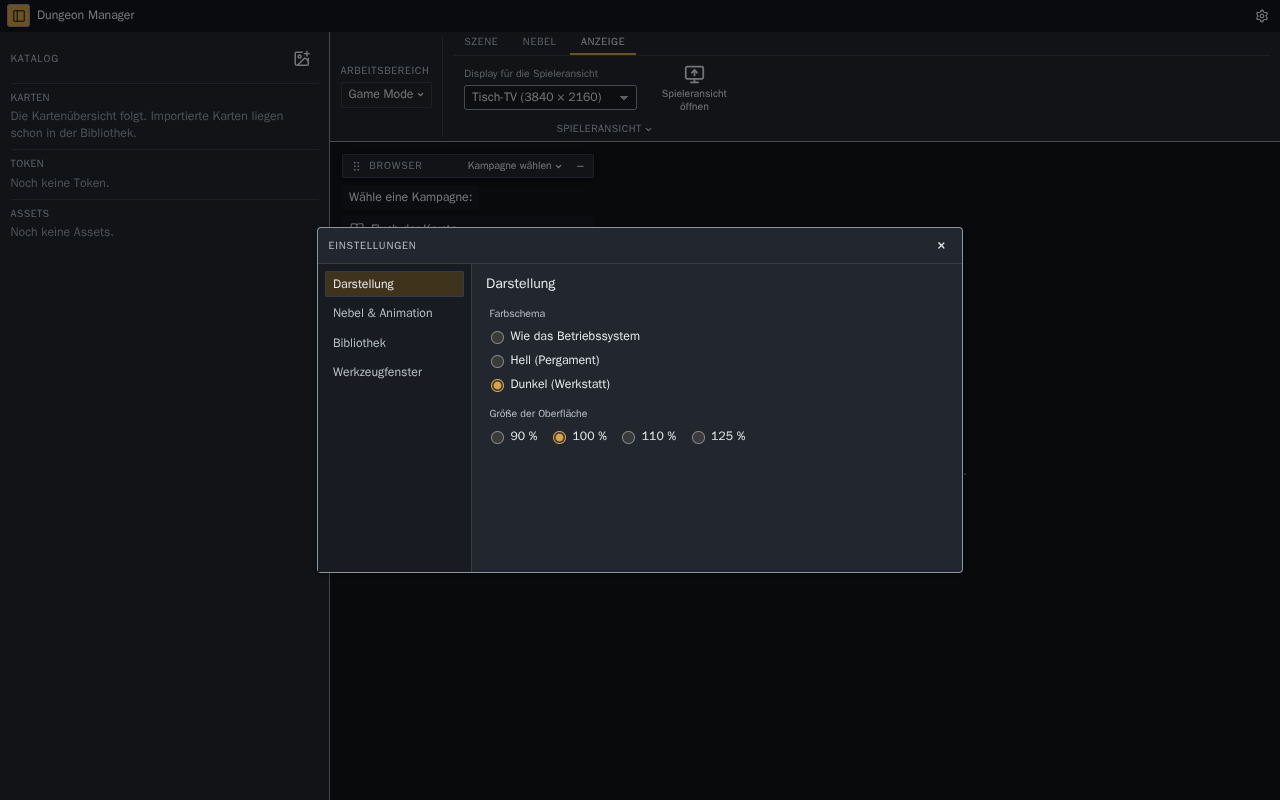 Dungeon Manager
KATALOG
KARTEN
Die Kartenübersicht folgt. Importierte Karten liegen
schon in der Bibliothek.
TOKEN
Noch keine Token.
ASSETS
Noch keine Assets.
ARBEITSBEREICH
Game Mode
SZENE NEBEL ANZEIGE
Display für die Spieleransicht
Tisch-TV (3840 × 2160)
Spieleransicht
öffnen
SPIELERANSICHT
BROWSER Kampagne wählen
Wähle eine Kampagne:
EINSTELLUNGEN
Darstellung
Nebel & Animation
Bibliothek
Werkzeugfenster
Darstellung
Farbschema
Wie das Betriebssystem
Hell (Pergament)
Dunkel (Werkstatt)
Größe der Oberfläche
90 % 100 % 110 % 125 %